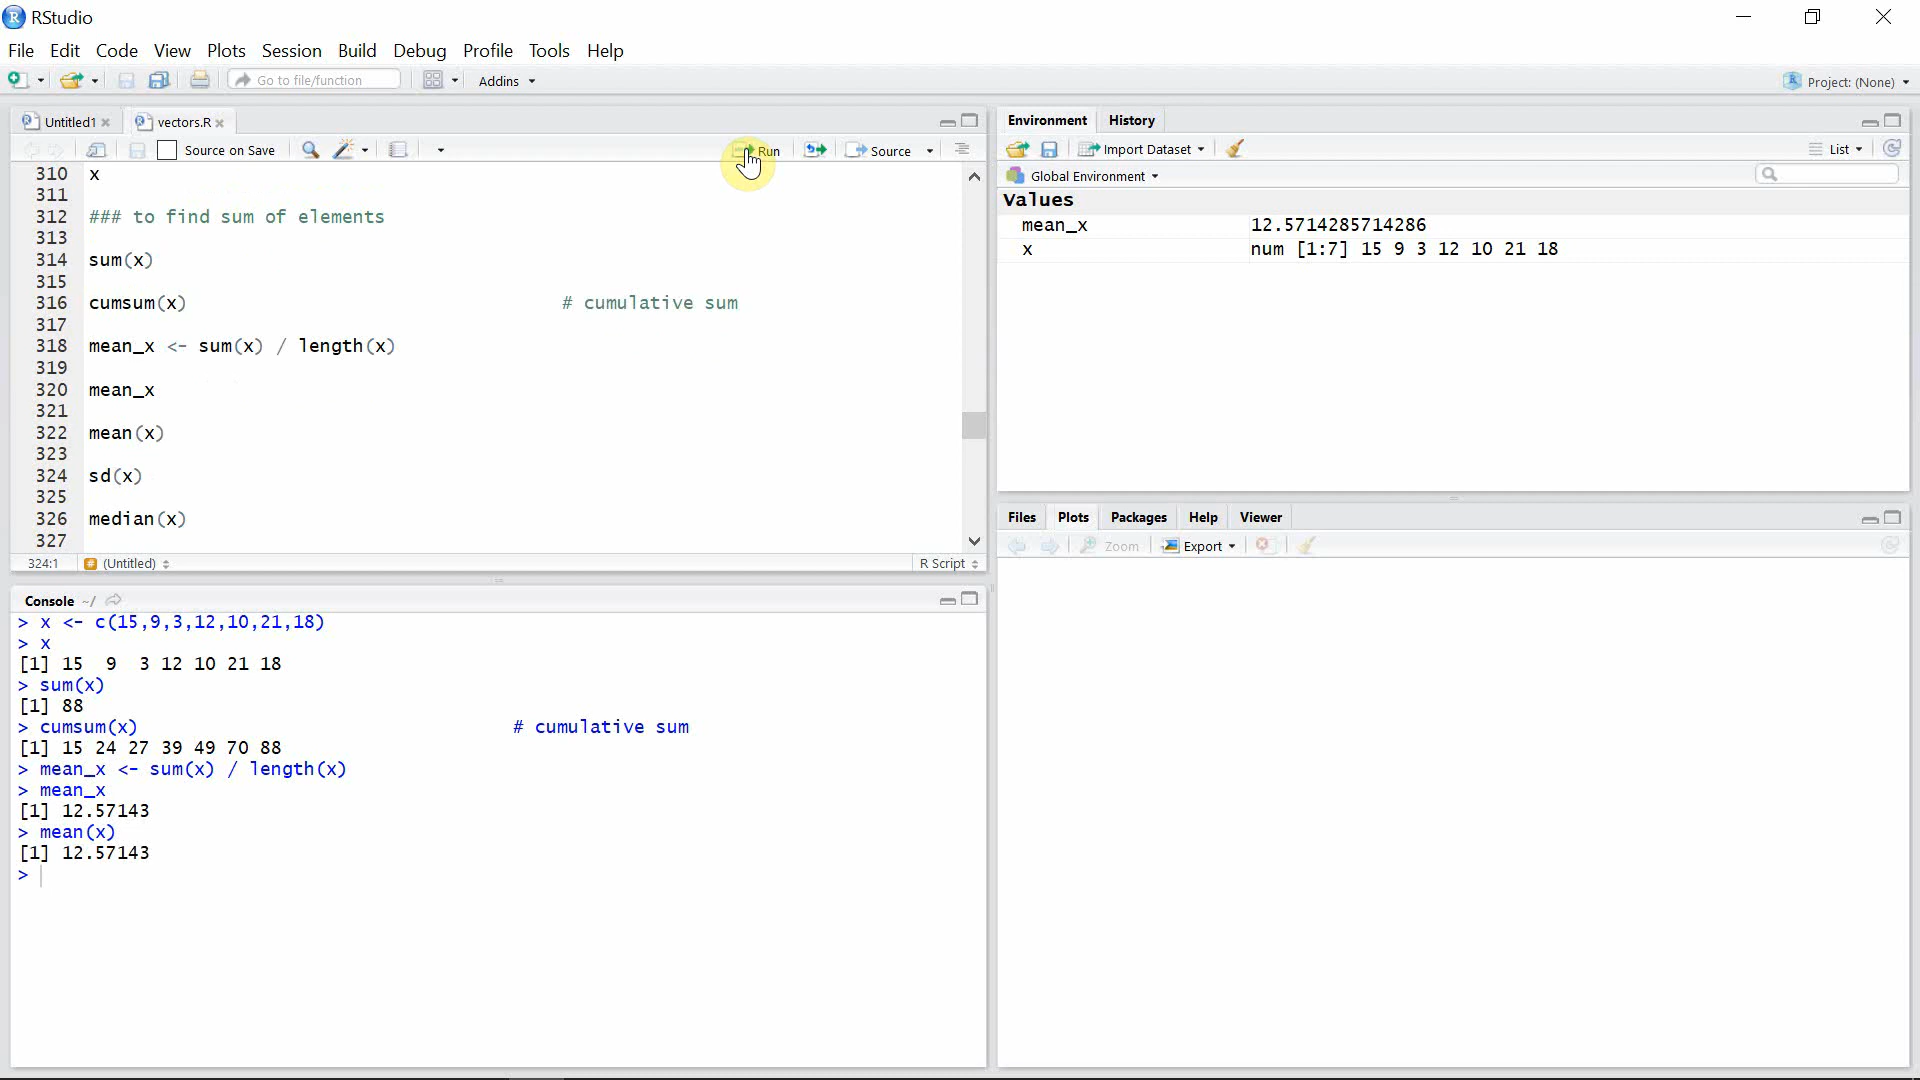 RStudio
File Edit Code View Plots Session Build Debug Profile Tools Help
Go to file/function Addins Project: (None)
Untitled1 vectors.R
Source on Save Run Source
310 x
311
312 ### to find sum of elements
313
314 sum(x)
315
316 cumsum(x) # cumulative sum
317
318 mean_x <- sum(x) / length(x)
319
320 mean_x
321
322 mean(x)
323
324 sd(x)
325
326 median(x)
327
324:1 (Untitled) R Script
Console ~/
> x <- c(15,9,3,12,10,21,18)
> x
[1] 15 9 3 12 10 21 18
> sum(x)
[1] 88
> cumsum(x) # cumulative sum
[1] 15 24 27 39 49 70 88
> mean_x <- sum(x) / length(x)
> mean_x
[1] 12.57143
> mean(x)
[1] 12.57143
>
Environment History
Import Dataset List
Global Environment
Values
mean_x 12.5714285714286
x num [1:7] 15 9 3 12 10 21 18
Files Plots Packages Help Viewer
Zoom Export